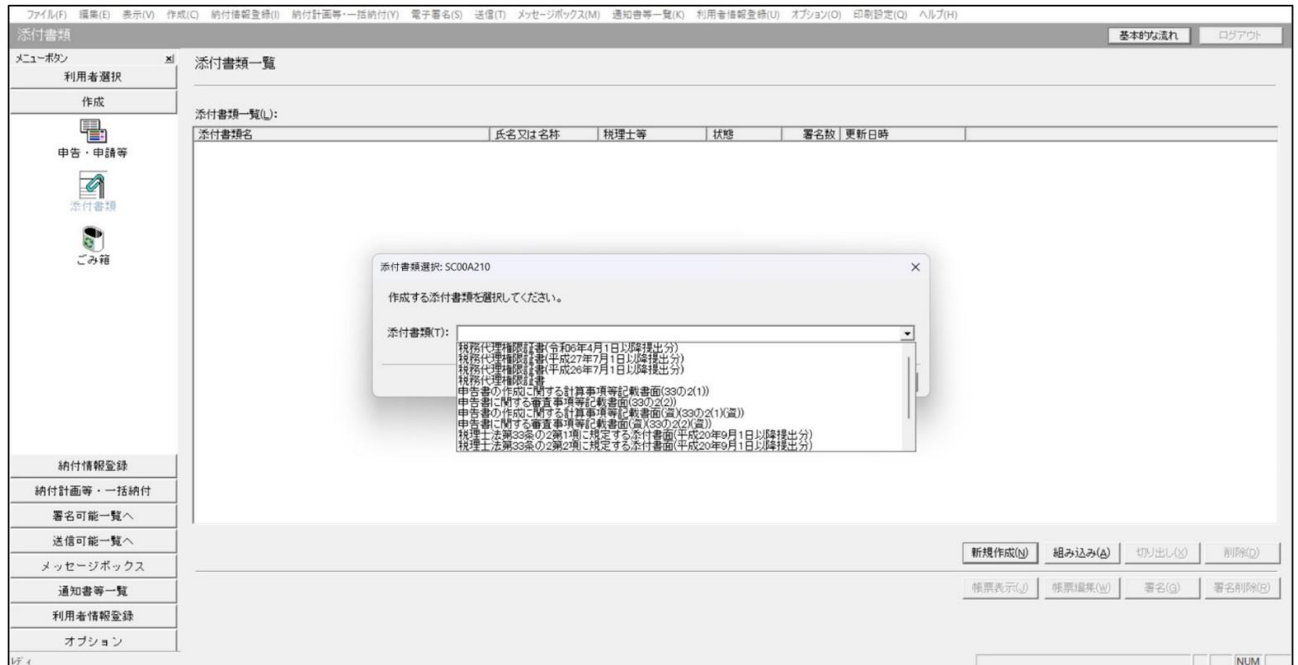 ファイル(F) 編集(E) 表示(V) 作成(C) 納付情報登録(I) 納付計画等・一括納付(Y) 電子署名(S) 送信(T) メッセージボックス(M) 通知書等一覧(K) 利用者情報登録(U) オプション(O) 印刷設定(Q) ヘルプ(H)
添付書類 基本的な流れ ログアウト
メニューボタン
利用者選択
作成
申告・申請等
添付書類
ごみ箱
納付情報登録
納付計画等・一括納付
署名可能一覧へ
送信可能一覧へ
メッセージボックス
通知書等一覧
利用者情報登録
オプション
添付書類一覧
添付書類一覧(L):
添付書類名 氏名又は名称 税理士等 状態 署名数 更新日時
添付書類選択: SC00A210
作成する添付書類を選択してください。
添付書類(T):
税務代理権限証書(令和6年4月1日以降提出分)
税務代理権限証書(平成27年7月1日以降提出分)
税務代理権限証書(平成26年7月1日以降提出分)
税務代理権限証書
申告書の作成に関する計算事項等記載書面(33の2(1))
申告書に関する審査事項等記載書面(33の2(2))
申告書の作成に関する計算事項等記載書面(資)(33の2(1)(資))
申告書に関する審査事項等記載書面(資)(33の2(2)(資))
税理士法第33条の2第1項に規定する添付書面(平成20年9月1日以降提出分)
税理士法第33条の2第2項に規定する添付書面(平成20年9月1日以降提出分)
新規作成(N) 組み込み(A) 切り出し(X) 削除(D)
帳票表示(J) 帳票編集(W) 署名(G) 署名削除(R)
レディ NUM